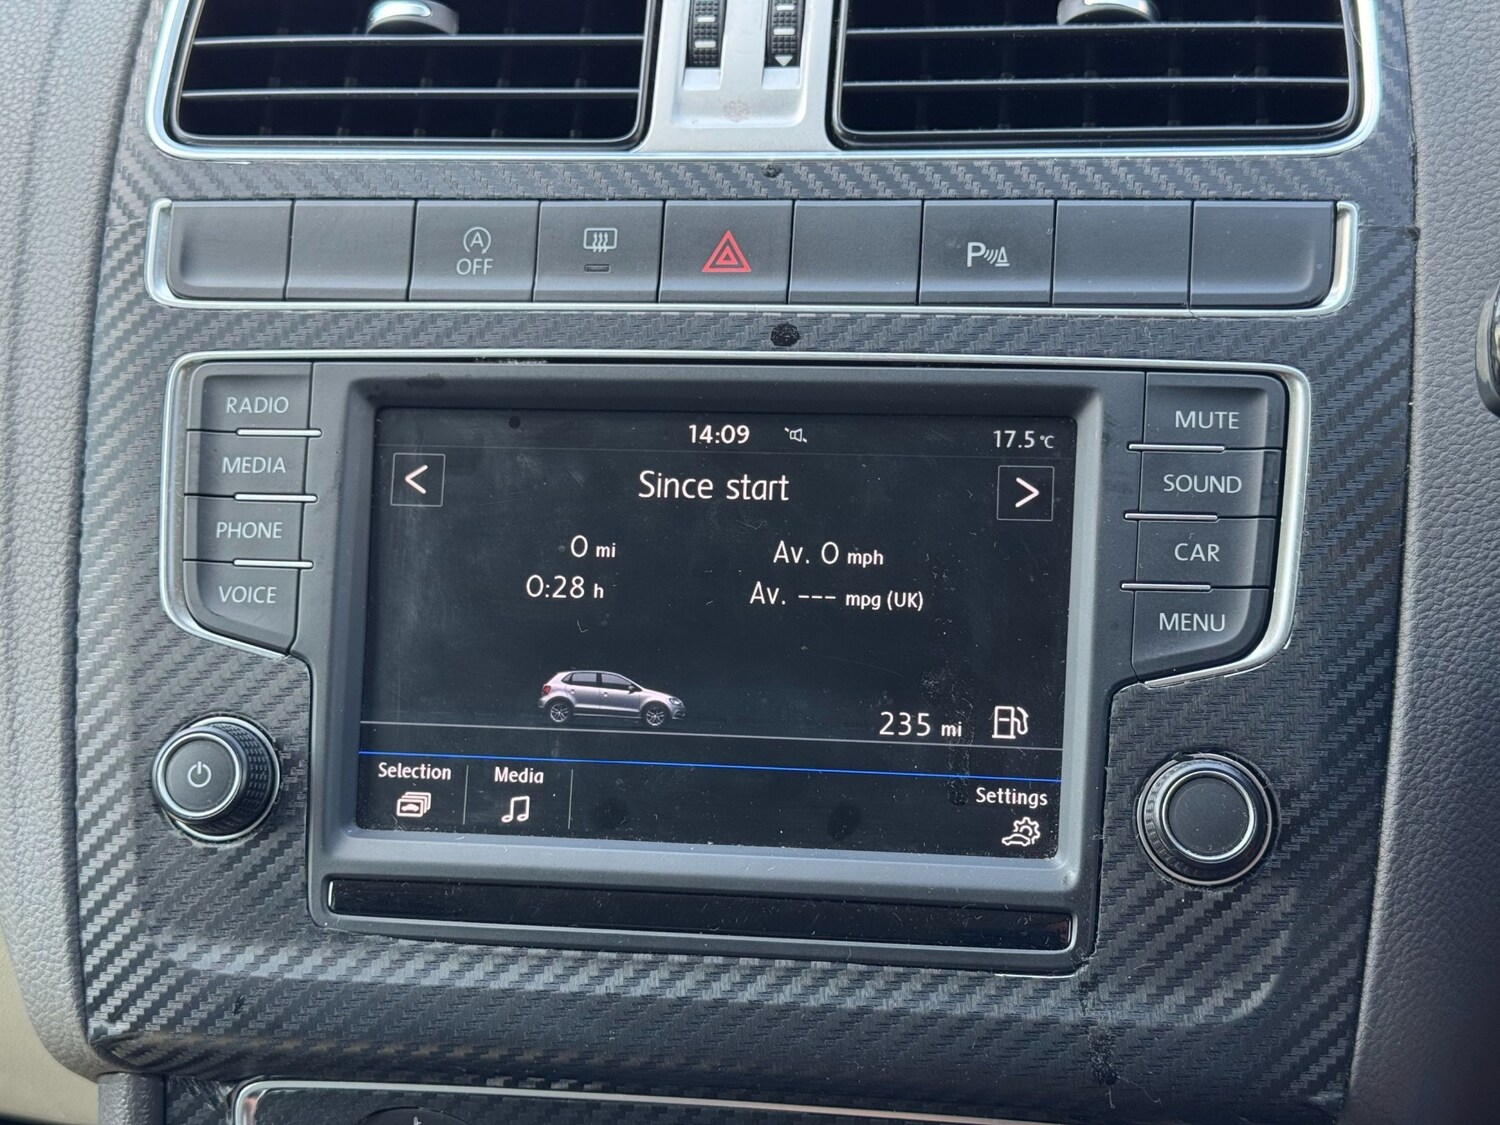 OFF
P
RADIO
MEDIA
PHONE
VOICE
14:09
17.5°C
<
Since start
>
0 mi
Av. 0 mph
0:28 h
Av. --- mpg (UK)
235 mi
Selection
Media
Settings
MUTE
SOUND
CAR
MENU